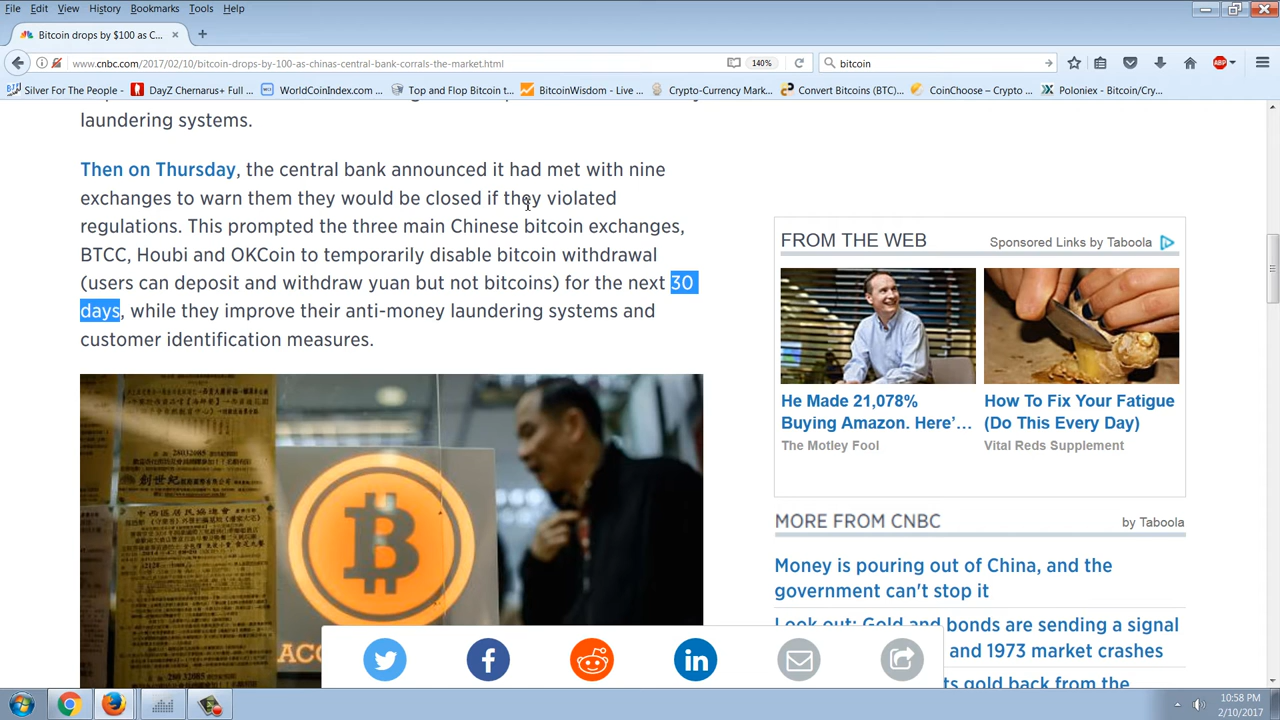 File Edit View History Bookmarks Tools Help
Bitcoin drops by $100 as C...
www.cnbc.com/2017/02/10/bitcoin-drops-by-100-as-chinas-central-bank-corrals-the-market.html
140%
bitcoin
ABP
Silver For The People - ...
DayZ Chernarus+ Full ...
WorldCoinIndex.com ...
Top and Flop Bitcoin t...
BitcoinWisdom - Live ...
Crypto-Currency Mark...
Convert Bitcoins (BTC)...
CoinChoose – Crypto ...
Poloniex - Bitcoin/Cry...
laundering systems.
Then on Thursday, the central bank announced it had met with nine
exchanges to warn them they would be closed if they violated
regulations. This prompted the three main Chinese bitcoin exchanges,
BTCC, Houbi and OKCoin to temporarily disable bitcoin withdrawal
(users can deposit and withdraw yuan but not bitcoins) for the next 30
days, while they improve their anti-money laundering systems and
customer identification measures.
ACC
FROM THE WEB
Sponsored Links by Taboola
He Made 21,078%
Buying Amazon. Here’…
The Motley Fool
How To Fix Your Fatigue
(Do This Every Day)
Vital Reds Supplement
MORE FROM CNBC
by Taboola
Money is pouring out of China, and the
government can't stop it
Look out: Gold and bonds are sending a signal
and 1973 market crashes
ts gold back from the
10:58 PM
2/10/2017